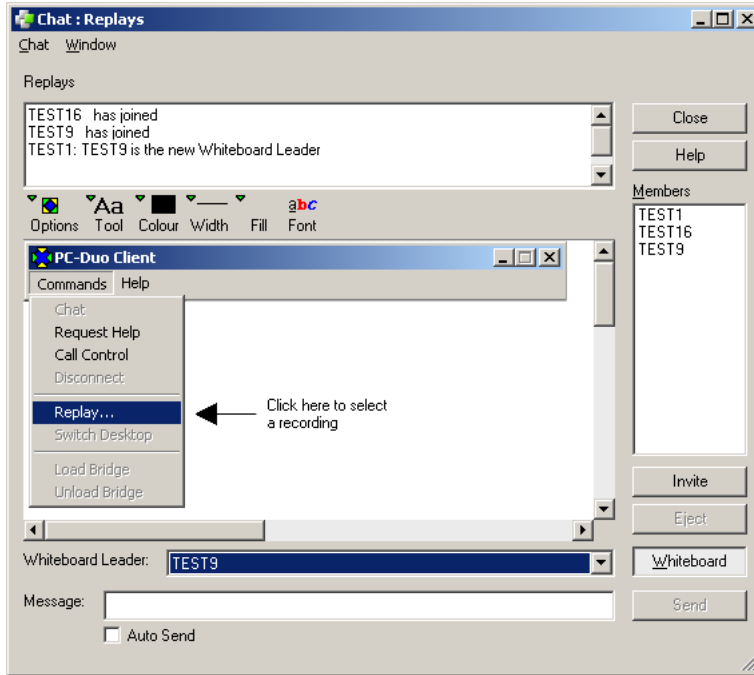 Chat : Replays
Chat Window
Replays
TEST16 has joined
TEST9 has joined
TEST1: TEST9 is the new Whiteboard Leader
Close
Help
Members
TEST1
TEST16
TEST9
Aa abc
Options Tool Colour Width Fill Font
PC-Duo Client
Commands Help
Chat
Request Help
Call Control
Disconnect
Replay...
Switch Desktop
Load Bridge
Unload Bridge
Click here to select
a recording
Invite
Eject
Whiteboard Leader: TEST9
Whiteboard
Message:
Send
Auto Send